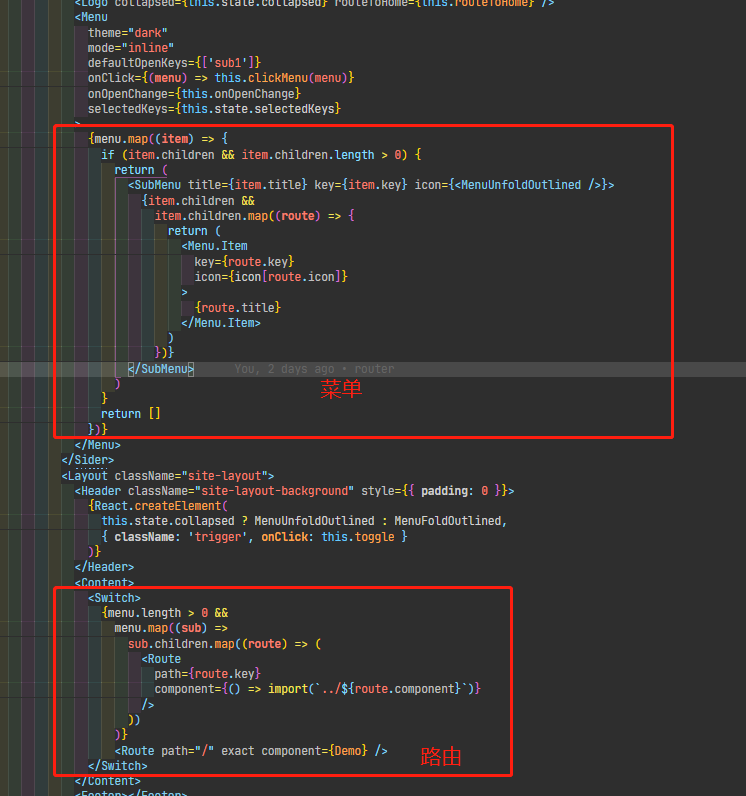 <Logo collapsed={this.state.collapsed} routeToHome={this.routeToHome} />
<Menu
theme="dark"
mode="inline"
defaultOpenKeys={['sub1']}
onClick={(menu) => this.clickMenu(menu)}
onOpenChange={this.onOpenChange}
selectedKeys={this.state.selectedKeys}
>
{menu.map((item) => {
if (item.children && item.children.length > 0) {
return (
<SubMenu title={item.title} key={item.key} icon={<MenuUnfoldOutlined />}>
{item.children &&
item.children.map((route) => {
return (
<Menu.Item
key={route.key}
icon={icon[route.icon]}
>
{route.title}
</Menu.Item>
)
})}
</SubMenu> You, 2 days ago • router
菜单
)
}
return []
})}
</Menu>
</Sider>
<Layout className="site-layout">
<Header className="site-layout-background" style={{ padding: 0 }}>
{React.createElement(
this.state.collapsed ? MenuUnfoldOutlined : MenuFoldOutlined,
{ className: 'trigger', onClick: this.toggle }
)}
</Header>
<Content>
<Switch>
{menu.length > 0 &&
menu.map((sub) =>
sub.children.map((route) => (
<Route
path={route.key}
component={() => import(`../${route.component}`)}
/>
))
)}
<Route path="/" exact component={Demo} />
路由
</Switch>
</Content>
<Footer></Footer>